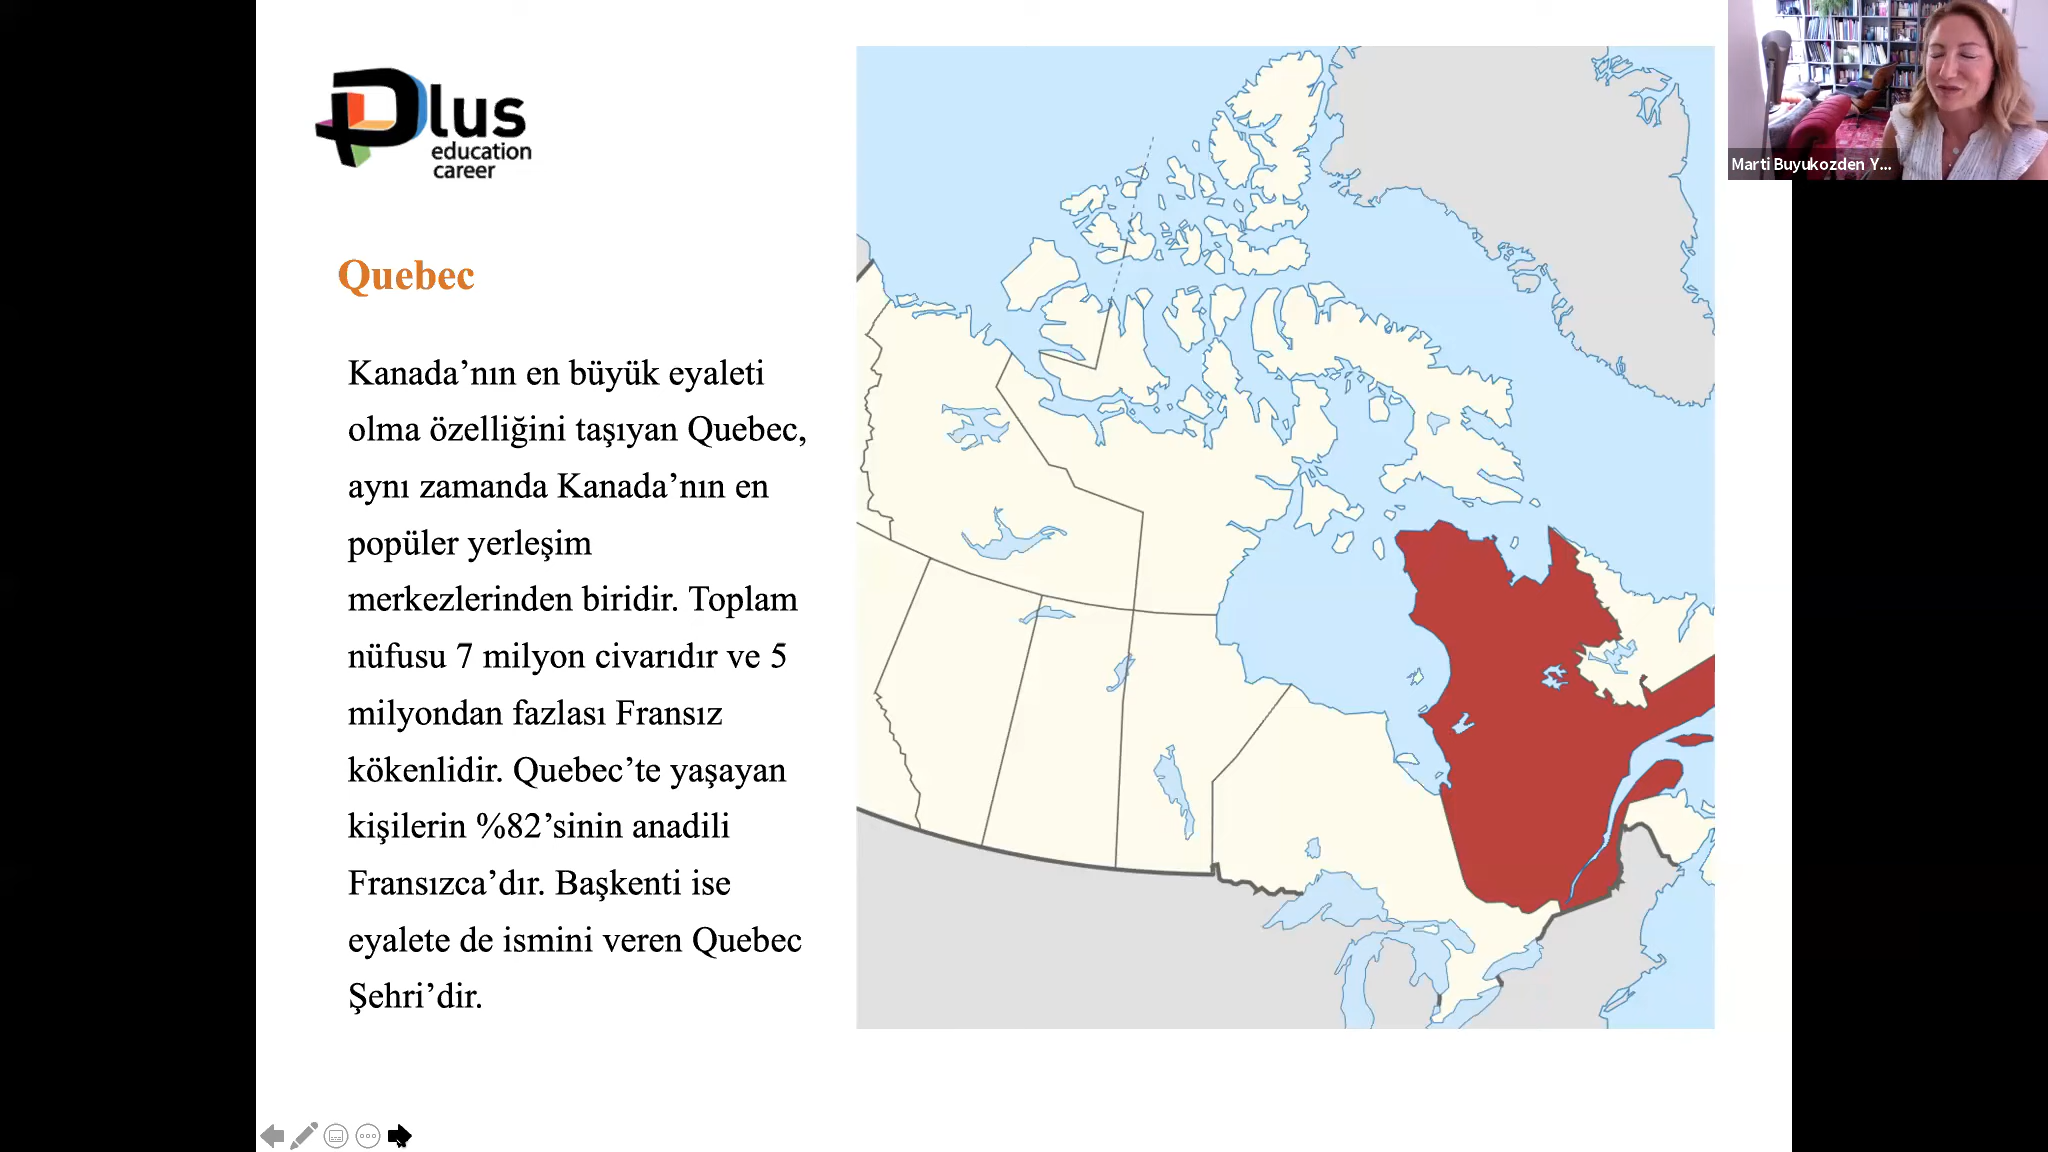 Plus
education
career
Marti Buyukozden Y...
Quebec
Kanada’nın en büyük eyaleti
olma özelliğini taşıyan Quebec,
aynı zamanda Kanada’nın en
popüler yerleşim
merkezlerinden biridir. Toplam
nüfusu 7 milyon civarıdır ve 5
milyondan fazlası Fransız
kökenlidir. Quebec’te yaşayan
kişilerin %82’sinin anadili
Fransızca’dır. Başkenti ise
eyalete de ismini veren Quebec
Şehri’dir.